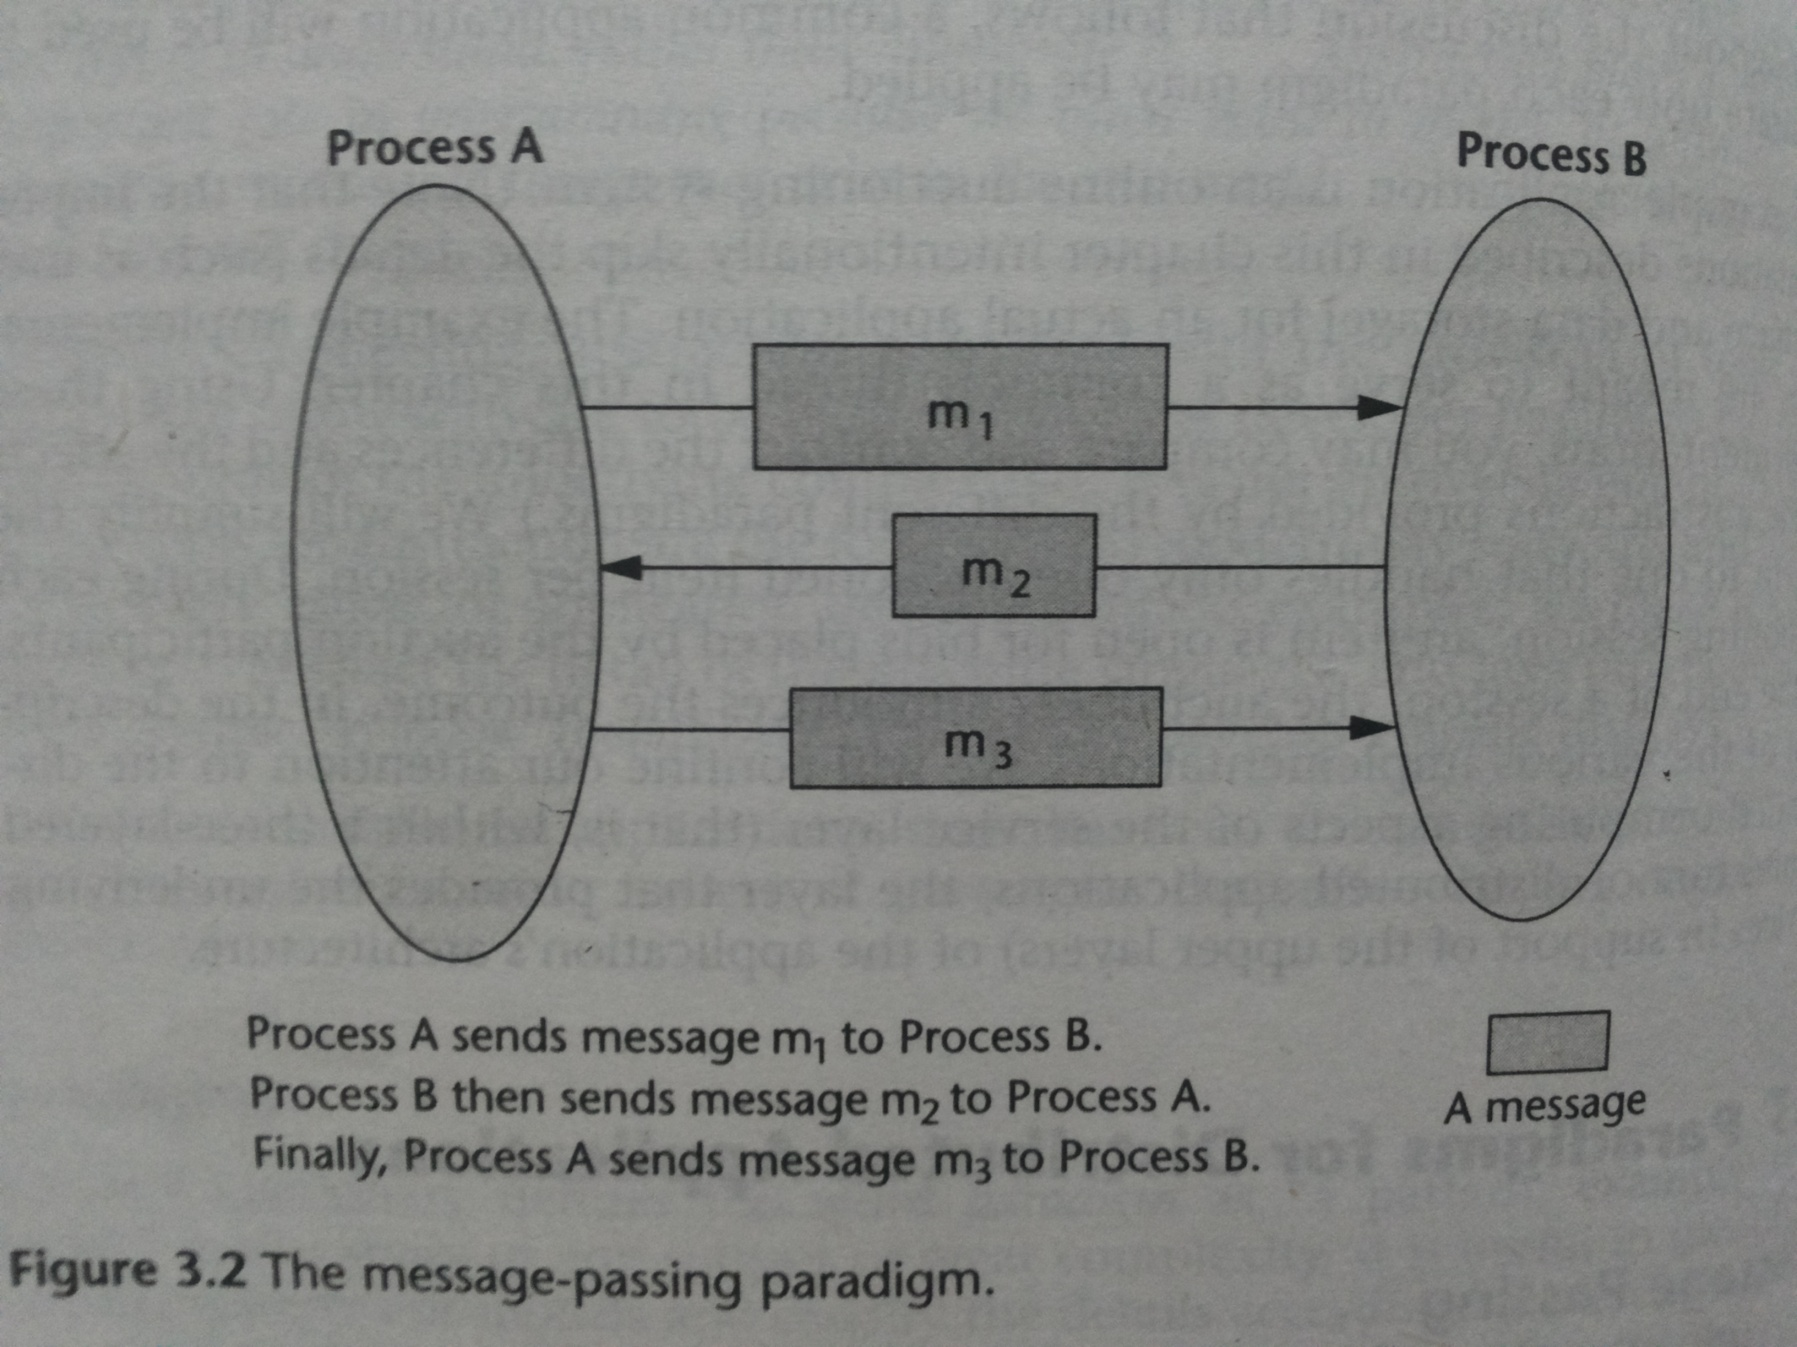 Process A
Process B
m1
m2
m3
Process A sends message m1 to Process B.
Process B then sends message m2 to Process A.
Finally, Process A sends message m3 to Process B.
A message
Figure 3.2 The message-passing paradigm.